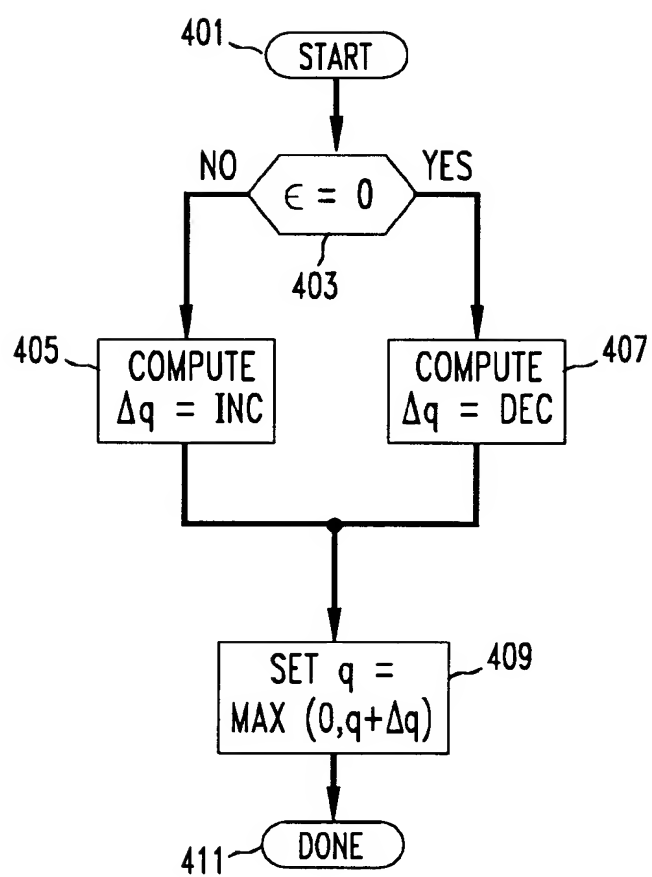 401
START
NO
YES
ϵ = 0
403
405
COMPUTE
Δq = INC
407
COMPUTE
Δq = DEC
409
SET q =
MAX (0,q+Δq)
411
DONE